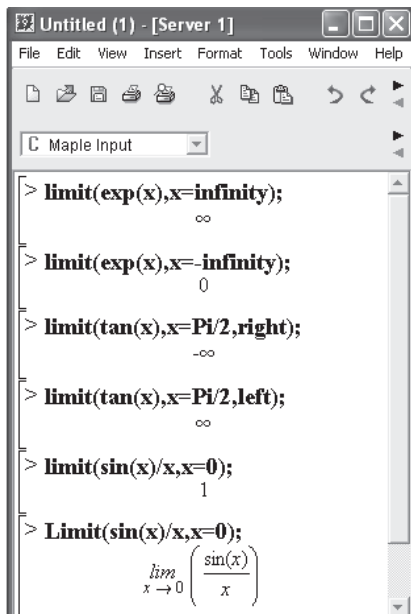 Untitled (1) - [Server 1]
File Edit View Insert Format Tools Window Help
C Maple Input
> limit(exp(x),x=infinity);
∞
> limit(exp(x),x=-infinity);
0
> limit(tan(x),x=Pi/2,right);
-∞
> limit(tan(x),x=Pi/2,left);
∞
> limit(sin(x)/x,x=0);
1
> Limit(sin(x)/x,x=0);
lim x → 0 ( sin(x) / x )